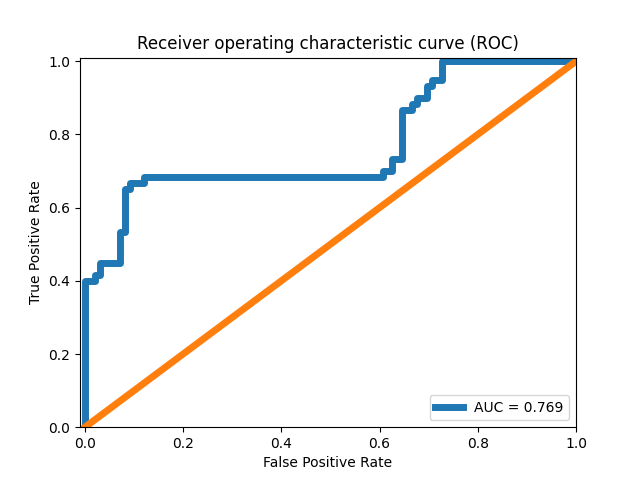 Receiver operating characteristic curve (ROC)
1.0
0.8
0.6
0.4
0.2
0.0
True Positive Rate
AUC = 0.769
0.0 0.2 0.4 0.6 0.8 1.0
False Positive Rate